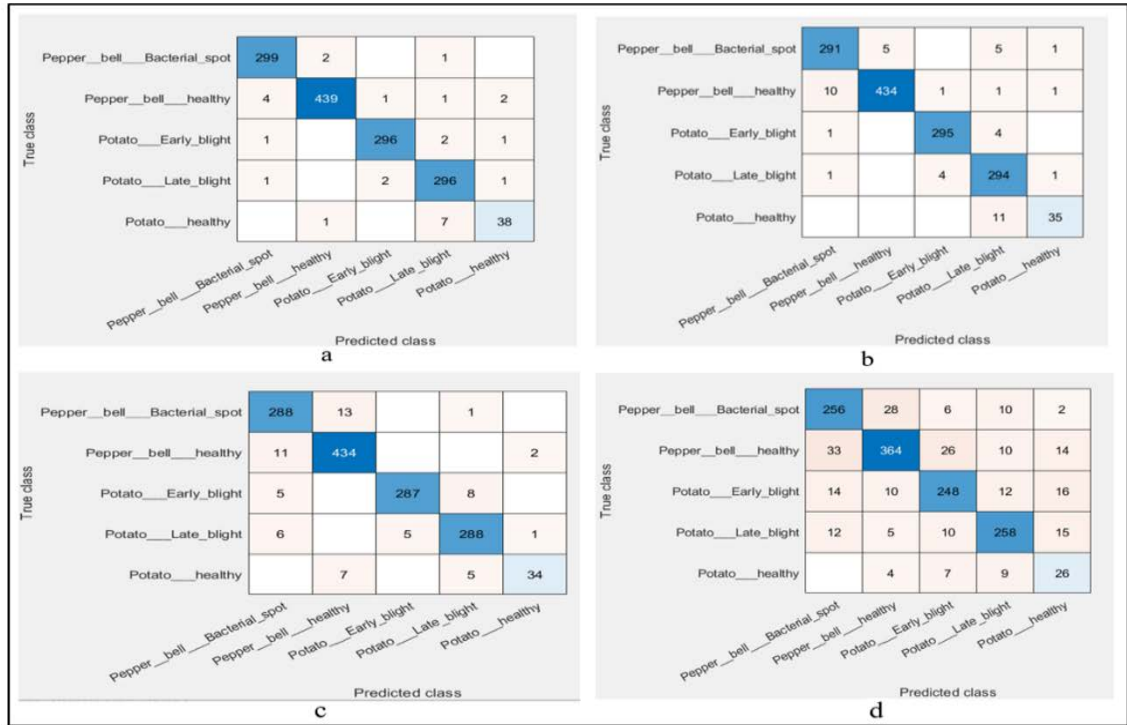 Pepper__bell___Bacterial_spot 299 2 1
Pepper__bell___healthy 4 439 1 1 2
Potato___Early_blight 1 296 2 1
Potato___Late_blight 1 2 296 1
Potato___healthy 1 7 38
True class
Pepper__bell___Bacterial_spot
Pepper__bell___healthy
Potato___Early_blight
Potato___Late_blight
Potato___healthy
Predicted class
a
Pepper__bell___Bacterial_spot 291 5 5 1
Pepper__bell___healthy 10 434 1 1 1
Potato___Early_blight 1 295 4
Potato___Late_blight 1 4 294 1
Potato___healthy 11 35
True class
Pepper__bell___Bacterial_spot
Pepper__bell___healthy
Potato___Early_blight
Potato___Late_blight
Potato___healthy
Predicted class
b
Pepper__bell___Bacterial_spot 288 13 1
Pepper__bell___healthy 11 434 2
Potato___Early_blight 5 287 8
Potato___Late_blight 6 5 288 1
Potato___healthy 7 5 34
True class
Pepper__bell___Bacterial_spot
Pepper__bell___healthy
Potato___Early_blight
Potato___Late_blight
Potato___healthy
Predicted class
c
Pepper__bell___Bacterial_spot 256 28 6 10 2
Pepper__bell___healthy 33 364 26 10 14
Potato___Early_blight 14 10 248 12 16
Potato___Late_blight 12 5 10 258 15
Potato___healthy 4 7 9 26
True class
Pepper__bell___Bacterial_spot
Pepper__bell___healthy
Potato___Early_blight
Potato___Late_blight
Potato___healthy
Predicted class
d